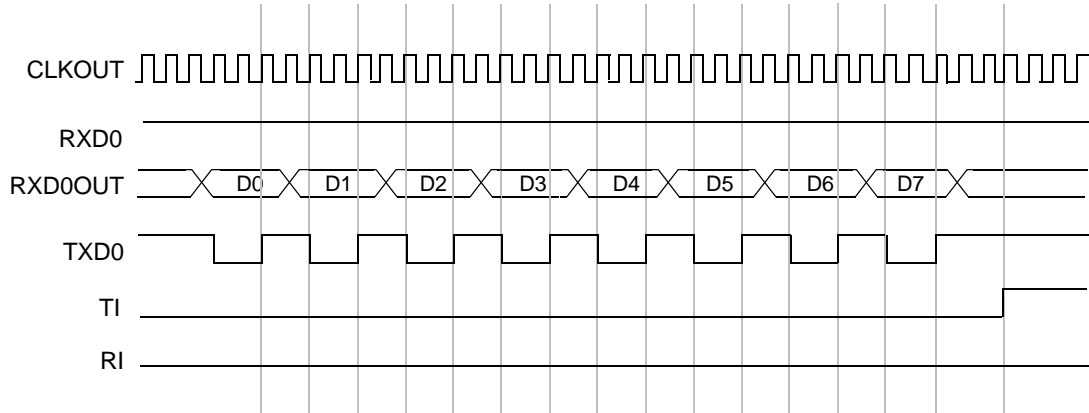 CLKOUT
RXD0
RXD0OUT D0 D1 D2 D3 D4 D5 D6 D7
TXD0
TI
RI